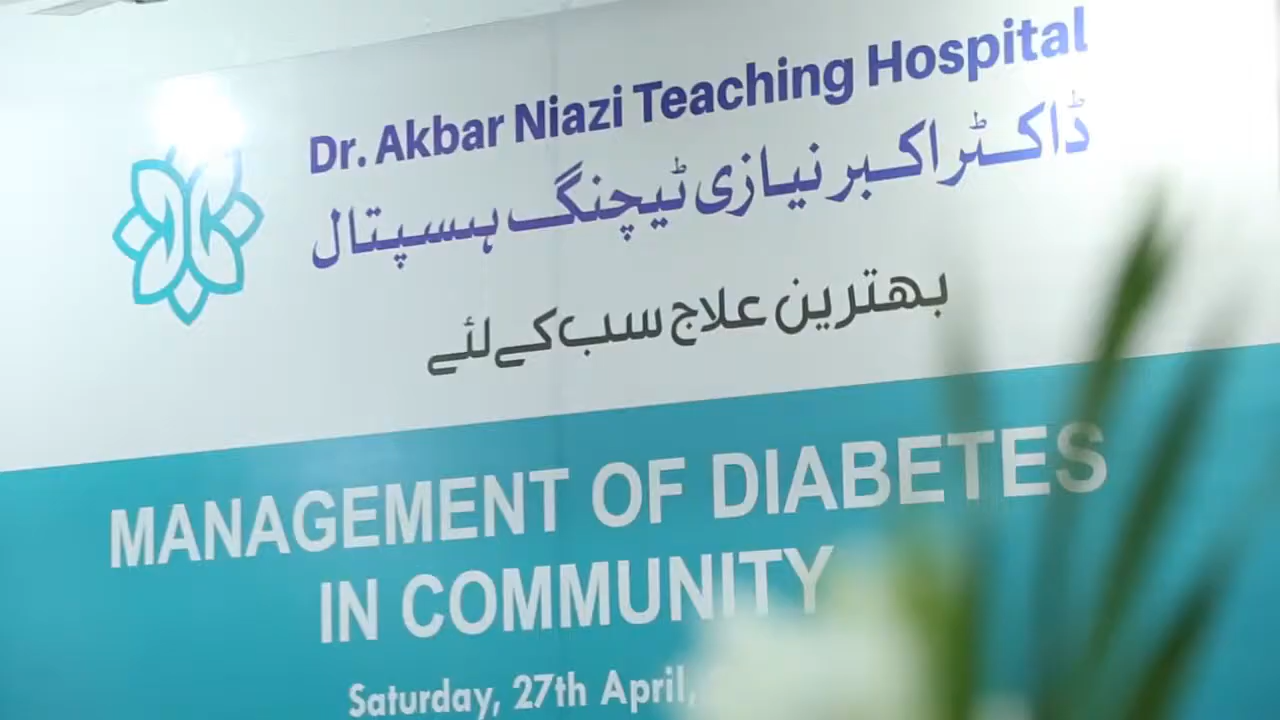 Dr. Akbar Niazi Teaching Hospital
ڈاکٹر اکبر نیازی ٹیچنگ ہسپتال
بهترین علاج سب کے لئے
MANAGEMENT OF DIABETES
IN COMMUNITY
Saturday, 27th April,